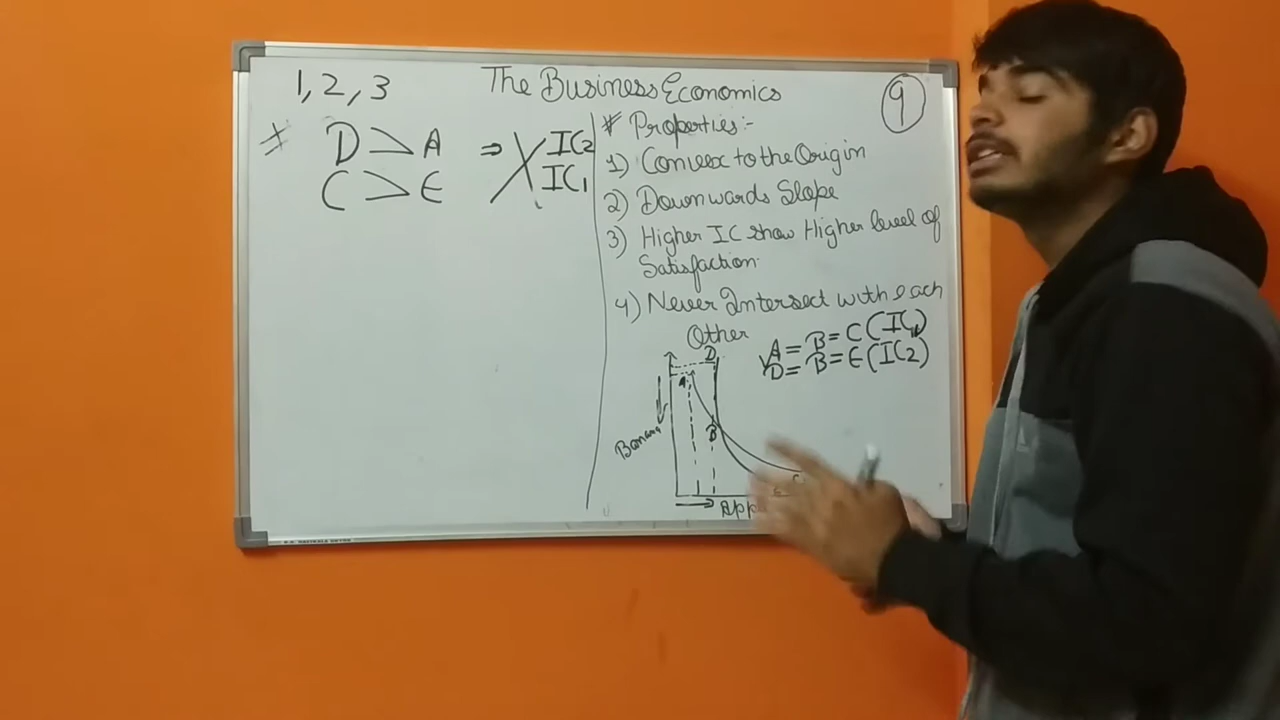 1, 2, 3
The Business Economics
9
# D > A ⇒ IC2
C > E IC1
# Properties:-
1) Convex to the Origin
2) Downwards Slope
3) Higher IC show Higher level of
Satisfaction.
4) Never Intersect with each
Other
A = B = C (IC1)
D = B = E (IC2)
D
A
B
C
Banana